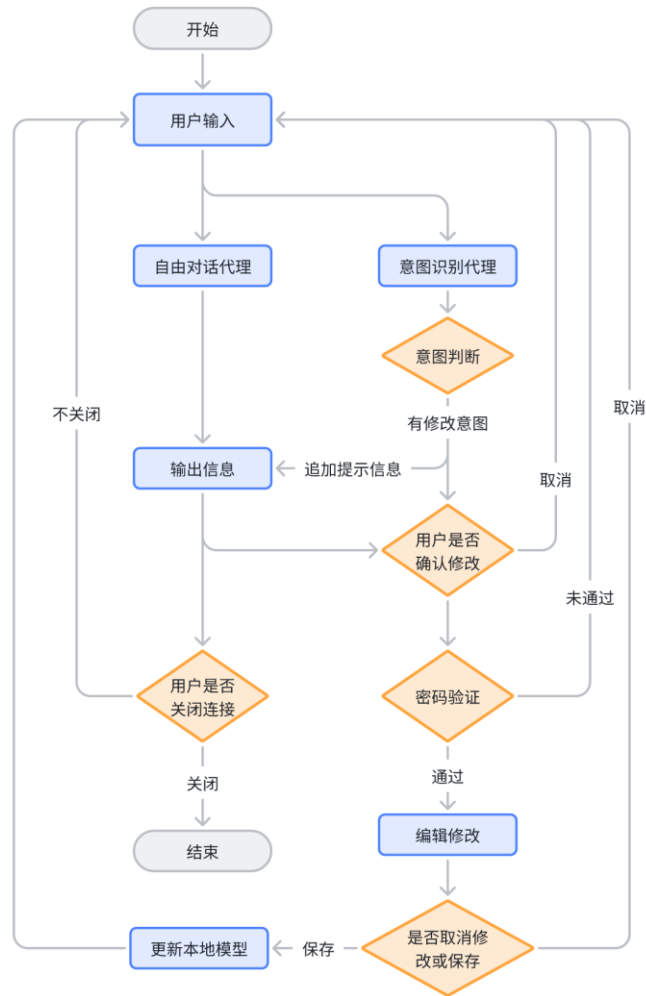 开始
用户输入
自由对话代理
意图识别代理
意图判断
不关闭
取消
有修改意图
输出信息
追加提示信息
取消
用户是否
确认修改
未通过
用户是否
关闭连接
密码验证
关闭
通过
编辑修改
结束
更新本地模型
保存
是否取消修
改或保存